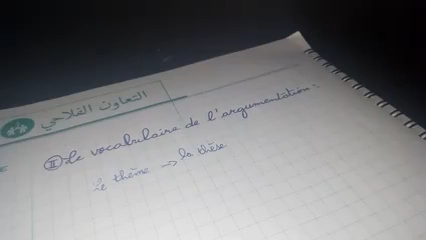 التعاون الفلاحي
II Le vocabulaire de l'argumentation :
Le thème -> la thèse